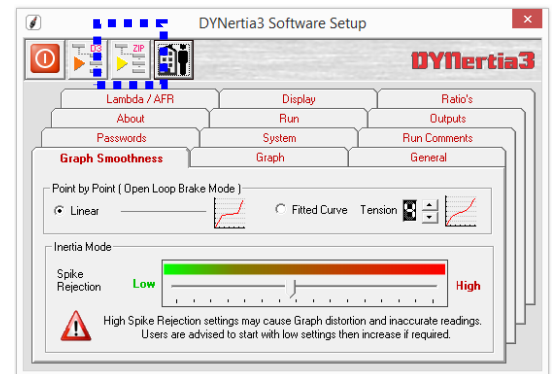 DYNertia3 Software Setup
D3 ZIP
DYNertia3
Lambda / AFR Display Ratio's
About Run Outputs
Passwords System Run Comments
Graph Smoothness Graph General
Point by Point ( Open Loop Brake Mode )
Linear Fitted Curve Tension 8
Inertia Mode
Spike
Rejection Low High
High Spike Rejection settings may cause Graph distortion and inaccurate readings.
Users are advised to start with low settings then increase if required.